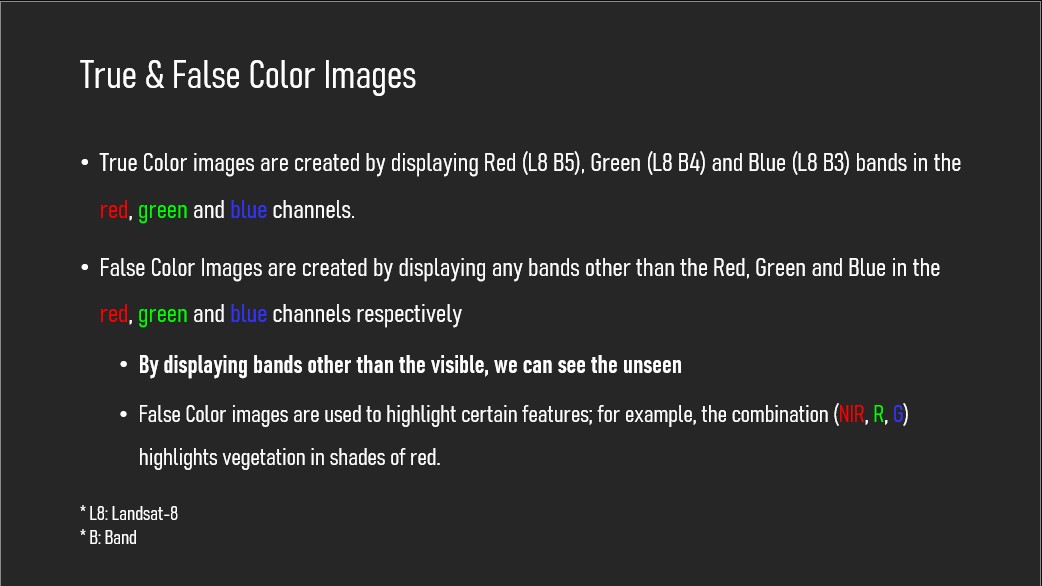 True & False Color Images
• True Color images are created by displaying Red (L8 B5), Green (L8 B4) and Blue (L8 B3) bands in the
red, green and blue channels.
• False Color Images are created by displaying any bands other than the Red, Green and Blue in the
red, green and blue channels respectively
• By displaying bands other than the visible, we can see the unseen
• False Color images are used to highlight certain features; for example, the combination (NIR, R, G)
highlights vegetation in shades of red.
* L8: Landsat-8
* B: Band